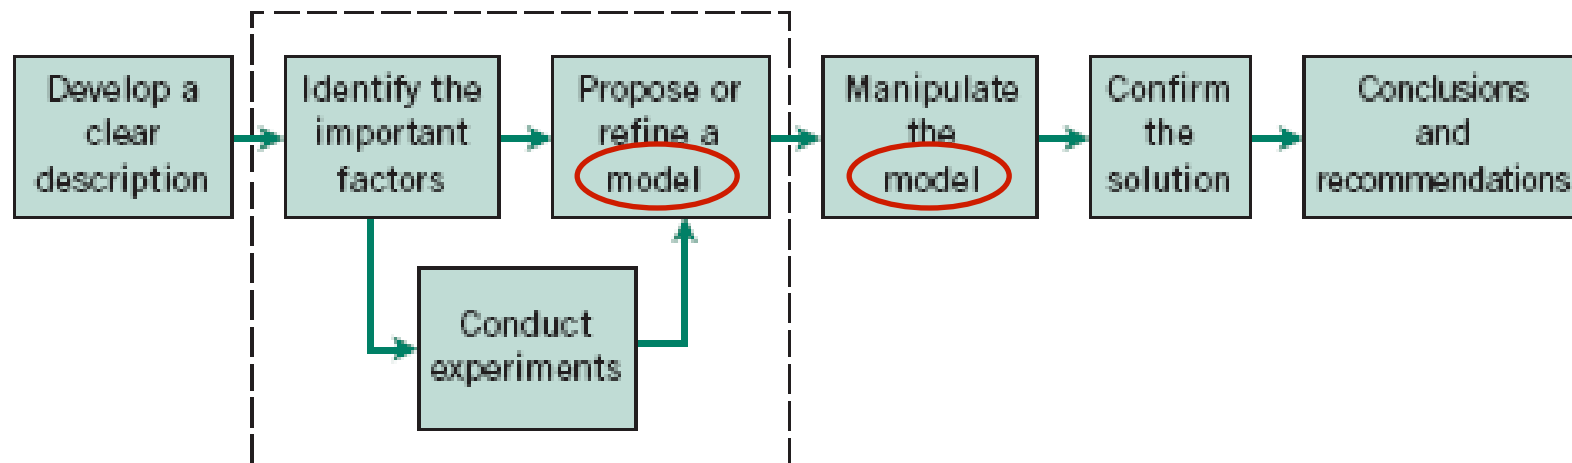 Develop a
clear
description
Identify the
important
factors
Propose or
refine a
model
Manipulate
the
model
Confirm
the
solution
Conclusions
and
recommendations
Conduct
experiments